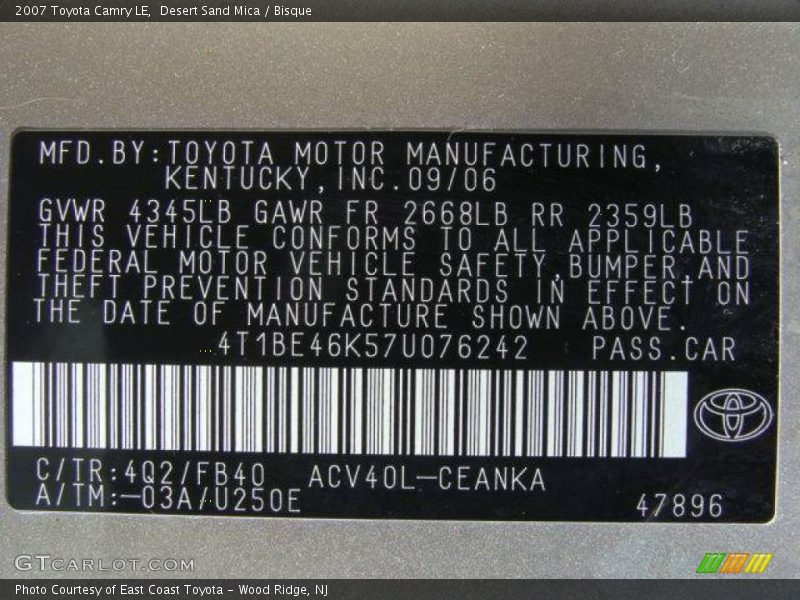 2007 Toyota Camry LE,  Desert Sand Mica / Bisque
MFD.BY:TOYOTA MOTOR MANUFACTURING,
KENTUCKY,INC.09/06
GVWR 4345LB GAWR FR 2668LB RR 2359LB
THIS VEHICLE CONFORMS TO ALL APPLICABLE
FEDERAL MOTOR VEHICLE SAFETY,BUMPER,AND
THEFT PREVENTION STANDARDS IN EFFECT ON
THE DATE OF MANUFACTURE SHOWN ABOVE.
4T1BE46K57U076242 PASS.CAR
C/TR:4Q2/FB40 ACV40L-CEANKA
A/TM:-03A/U250E
47896
GTCARLOT.COM
Photo Courtesy of East Coast Toyota - Wood Ridge, NJ